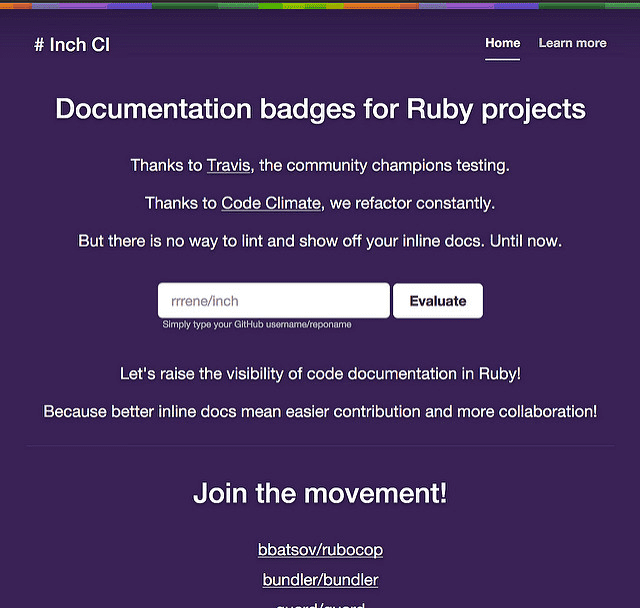 # Inch CI
Home Learn more
Documentation badges for Ruby projects
Thanks to Travis, the community champions testing.
Thanks to Code Climate, we refactor constantly.
But there is no way to lint and show off your inline docs. Until now.
rrrene/inch Evaluate
Simply type your GitHub username/reponame
Let's raise the visibility of code documentation in Ruby!
Because better inline docs mean easier contribution and more collaboration!
Join the movement!
bbatsov/rubocop
bundler/bundler
guard/guard